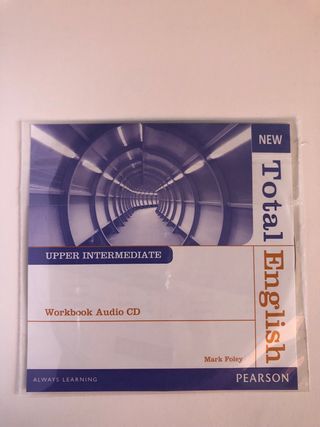 NEW
Total English
UPPER INTERMEDIATE
Workbook Audio CD
Mark Foley
ALWAYS LEARNING
PEARSON